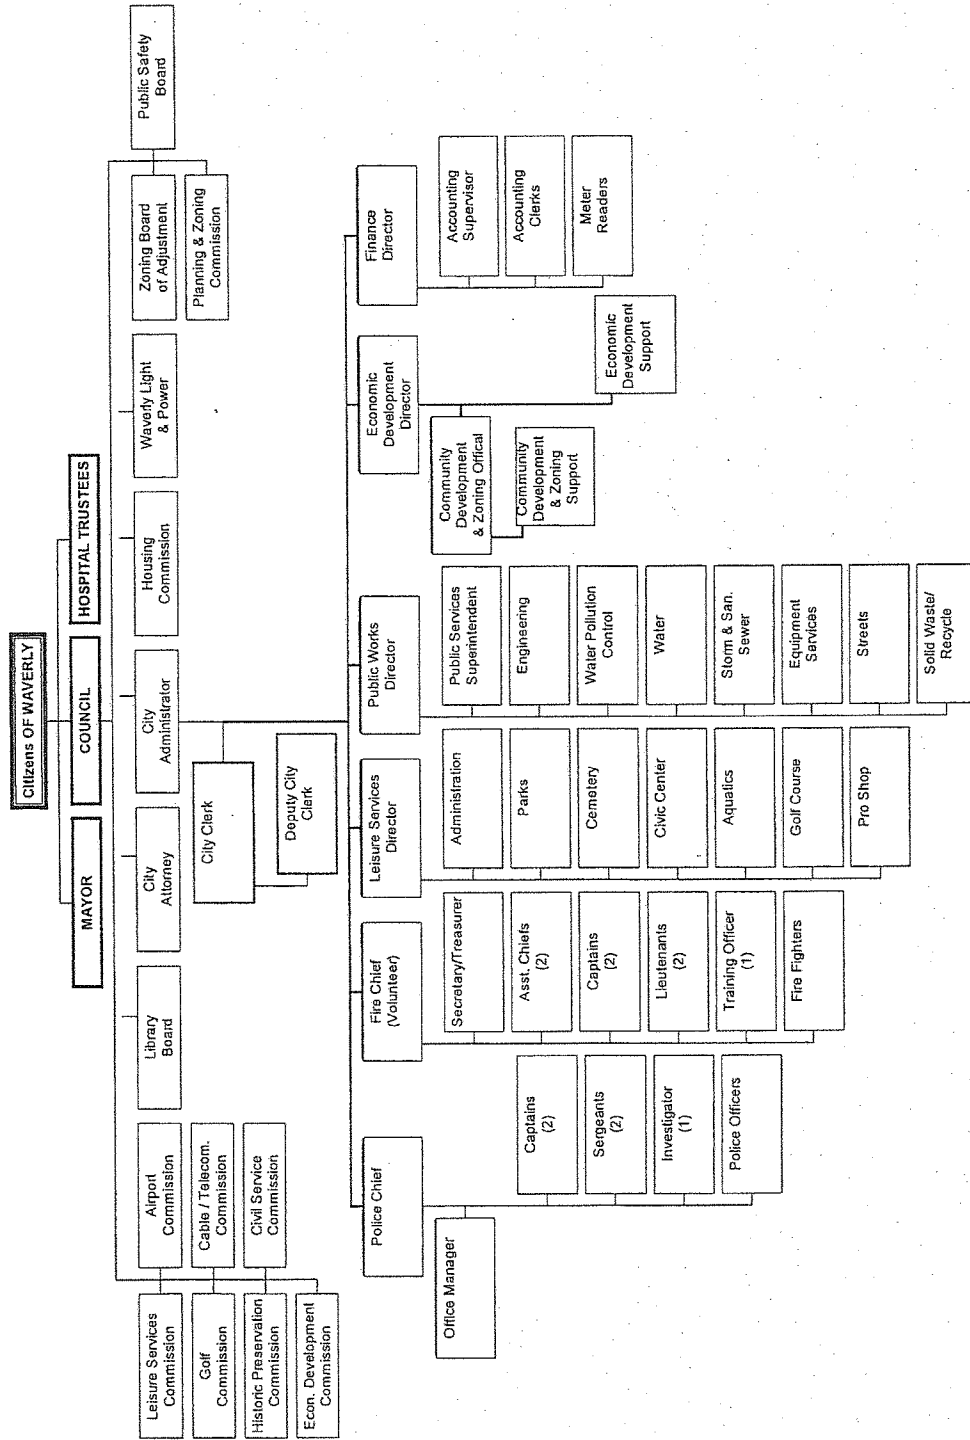 Citizens OF WAVERLY
MAYOR
COUNCIL
HOSPITAL TRUSTEES
Leisure Services
Commission
Airport
Commission
Golf
Commission
Cable / Telecom.
Commission
Historic Preservation
Commission
Civil Service
Commission
Econ. Development
Commission
Library
Board
City
Attorney
City
Administrator
Housing
Commission
Waverly Light
& Power
Zoning Board
of Adjustment
Public Safety
Board
Planning & Zoning
Commission
City Clerk
Deputy City
Clerk
Police Chief
Office Manager
Captains
(2)
Sergeants
(2)
Investigator
(1)
Police Officers
Fire Chief
(Volunteer)
Secretary/Treasurer
Asst. Chiefs
(2)
Captains
(2)
Lieutenants
(2)
Training Officer
(1)
Fire Fighters
Leisure Services
Director
Administration
Parks
Cemetery
Civic Center
Aquatics
Golf Course
Pro Shop
Public Works
Director
Public Services
Superintendent
Engineering
Water Pollution
Control
Water
Storm & San.
Sewer
Equipment
Services
Streets
Solid Waste/
Recycle
Economic
Development
Director
Community
Development
& Zoning Offical
Community
Development
& Zoning
Support
Economic
Development
Support
Finance
Director
Accounting
Supervisor
Accounting
Clerks
Meter
Readers